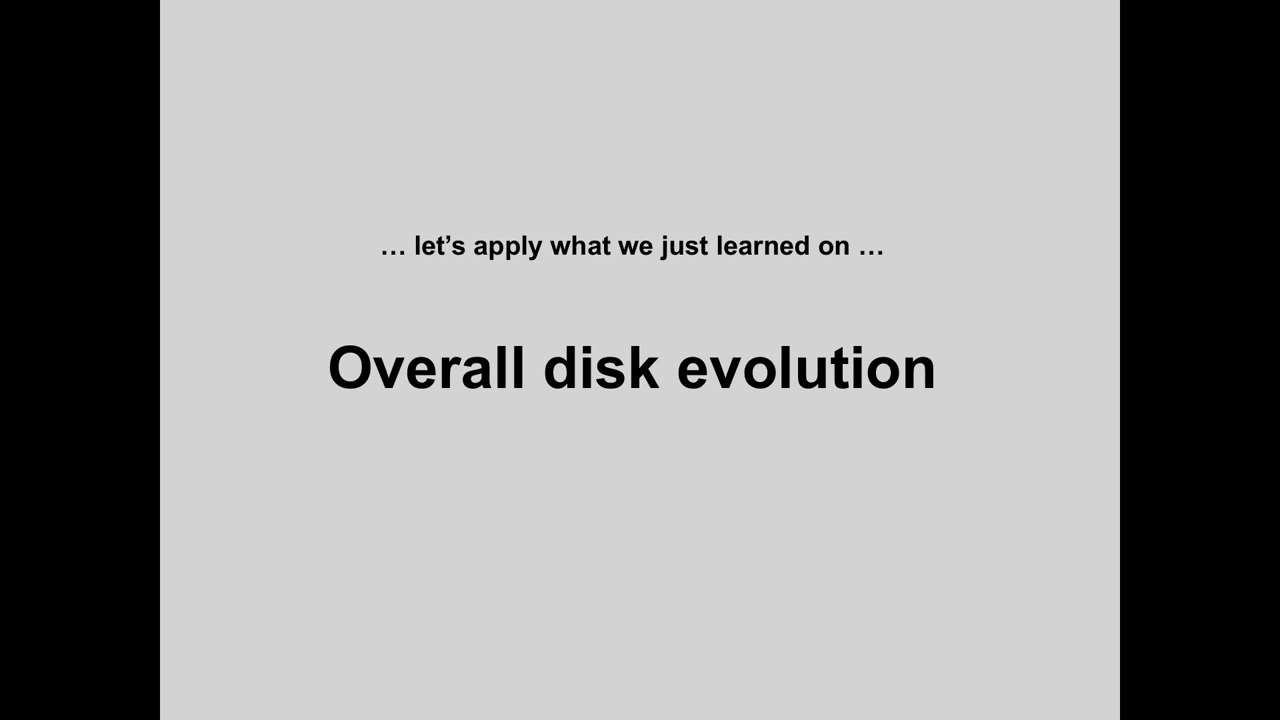 … let’s apply what we just learned on …
Overall disk evolution